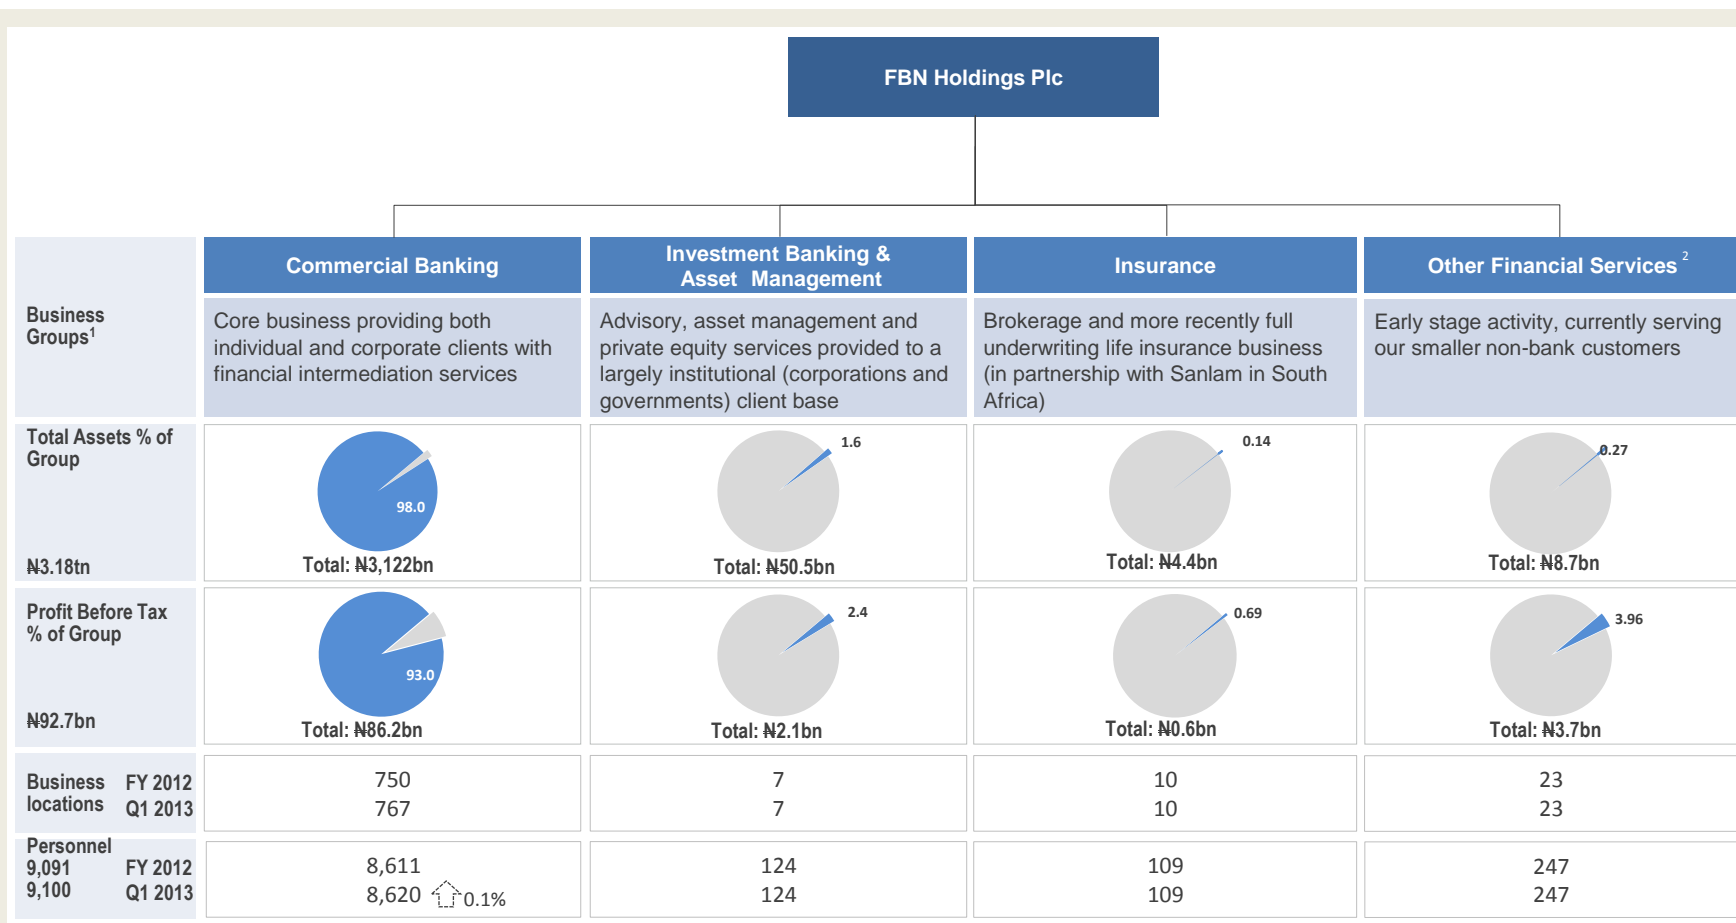 FBN Holdings Plc
Business
Groups1
Commercial Banking
Core business providing both
individual and corporate clients with
financial intermediation services
Investment Banking &
Asset Management
Advisory, asset management and
private equity services provided to a
largely institutional (corporations and
governments) client base
Insurance
Brokerage and more recently full
underwriting life insurance business
(in partnership with Sanlam in South
Africa)
Other Financial Services 2
Early stage activity, currently serving
our smaller non-bank customers
Total Assets % of
Group
₦3.18tn
98.0
Total: ₦3,122bn
1.6
Total: ₦50.5bn
0.14
Total: ₦4.4bn
0.27
Total: ₦8.7bn
Profit Before Tax
% of Group
₦92.7bn
93.0
Total: ₦86.2bn
2.4
Total: ₦2.1bn
0.69
Total: ₦0.6bn
3.96
Total: ₦3.7bn
Business locations
FY 2012 750 7 10 23
Q1 2013 767 7 10 23
Personnel
9,091 FY 2012 8,611 124 109 247
9,100 Q1 2013 8,620 0.1% 124 109 247